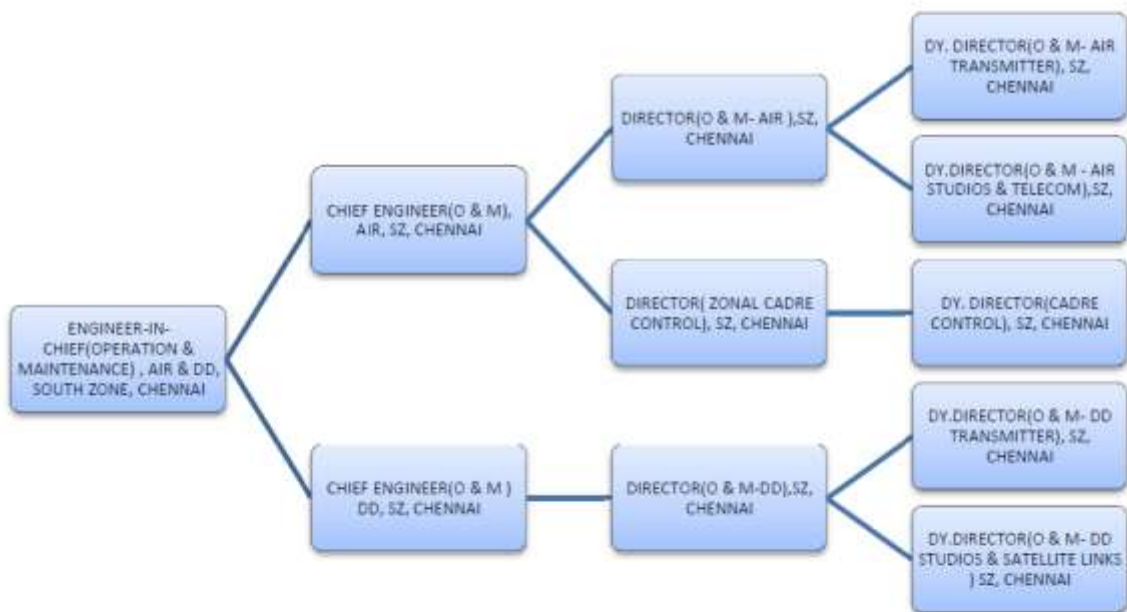 DY. DIRECTOR(O & M- AIR
TRANSMITTER), SZ,
CHENNAI
DIRECTOR(O & M- AIR ),SZ,
CHENNAI
DY.DIRECTOR(O & M - AIR
STUDIOS & TELECOM),SZ,
CHENNAI
CHIEF ENGINEER(O & M),
AIR, SZ, CHENNAI
DIRECTOR( ZONAL CADRE
CONTROL), SZ, CHENNAI
DY. DIRECTOR(CADRE
CONTROL), SZ, CHENNAI
ENGINEER-IN-
CHIEF(OPERATION &
MAINTENANCE) , AIR & DD,
SOUTH ZONE, CHENNAI
DY.DIRECTOR(O & M- DD
TRANSMITTER), SZ,
CHENNAI
CHIEF ENGINEER(O & M )
DD, SZ, CHENNAI
DIRECTOR(O & M-DD),SZ,
CHENNAI
DY.DIRECTOR(O & M- DD
STUDIOS & SATELLITE LINKS
) SZ, CHENNAI